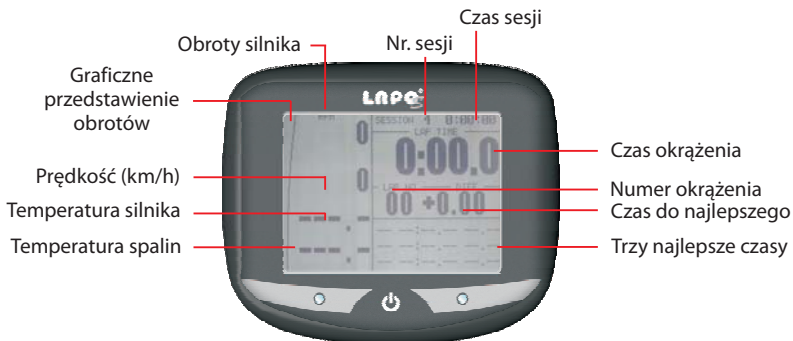 Czas sesji
Obroty silnika
Nr. sesji
Graficzne
przedstawienie
obrotów
SESSION 4 0:00:00
LAP TIME
0
0:00.0
Czas okrążenia
Prędkość (km/h)
0
LAP NO. DIFF
Numer okrążenia
Temperatura silnika
00 +0.00
Czas do najlepszego
Temperatura spalin
Trzy najlepsze czasy